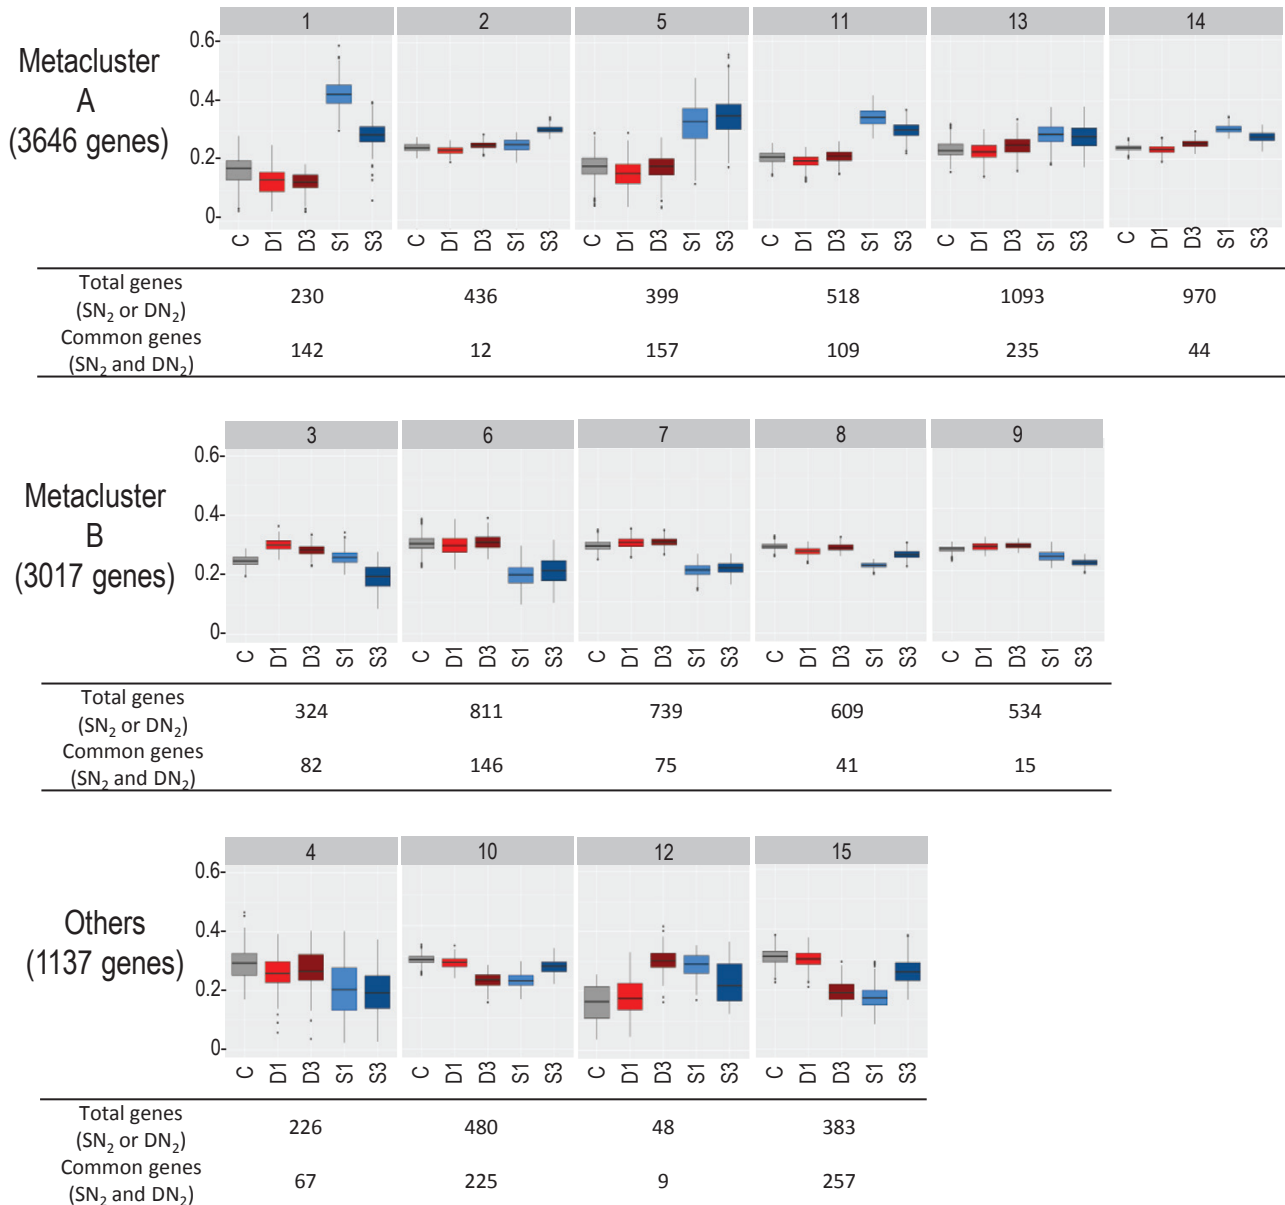 1 2 5 11 13 14
Metacluster
A
(3646 genes)
0.6
0.4
0.2
0
C D1 D3 S1 S3 C D1 D3 S1 S3 C D1 D3 S1 S3 C D1 D3 S1 S3 C D1 D3 S1 S3 C D1 D3 S1 S3
Total genes
(SN₂ or DN₂) 230 436 399 518 1093 970
Common genes
(SN₂ and DN₂) 142 12 157 109 235 44
3 6 7 8 9
Metacluster
B
(3017 genes)
0.6
0.4
0.2
0
C D1 D3 S1 S3 C D1 D3 S1 S3 C D1 D3 S1 S3 C D1 D3 S1 S3 C D1 D3 S1 S3
Total genes
(SN₂ or DN₂) 324 811 739 609 534
Common genes
(SN₂ and DN₂) 82 146 75 41 15
4 10 12 15
Others
(1137 genes)
0.6
0.4
0.2
0
C D1 D3 S1 S3 C D1 D3 S1 S3 C D1 D3 S1 S3 C D1 D3 S1 S3
Total genes
(SN₂ or DN₂) 226 480 48 383
Common genes
(SN₂ and DN₂) 67 225 9 257